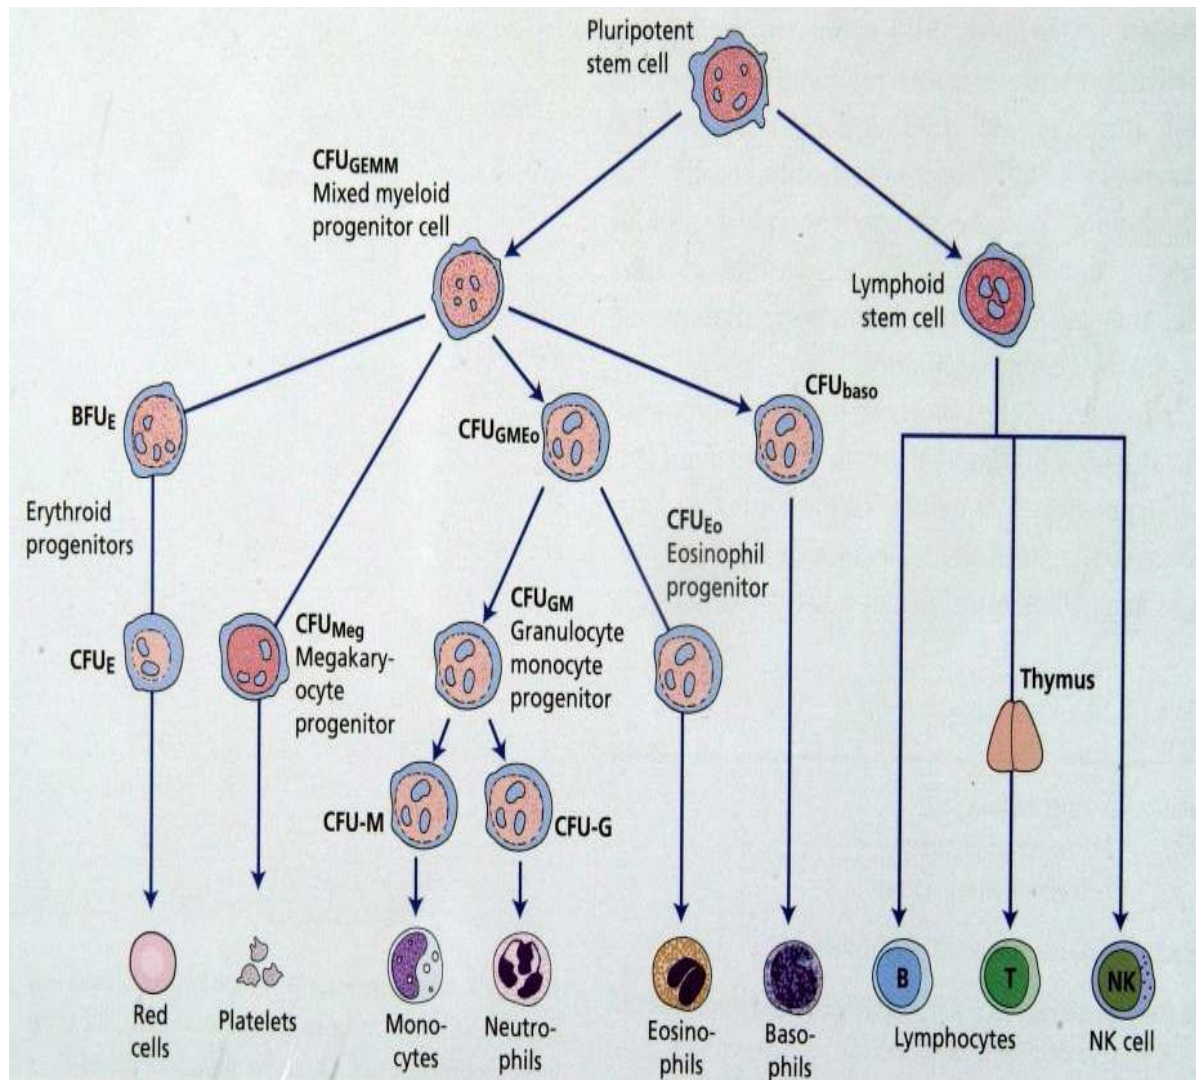 Pluripotent
stem cell
CFUGEMM
Mixed myeloid
progenitor cell
Lymphoid
stem cell
BFUE
CFUGMEo
CFUbaso
Erythroid
progenitors
CFUEo
Eosinophil
progenitor
CFUE
CFUMeg
Megakary-
ocyte
progenitor
CFUGM
Granulocyte
monocyte
progenitor
Thymus
CFU-M
CFU-G
B
T
NK
Red
cells
Platelets
Mono-
cytes
Neutro-
phils
Eosino-
phils
Baso-
phils
Lymphocytes
NK cell